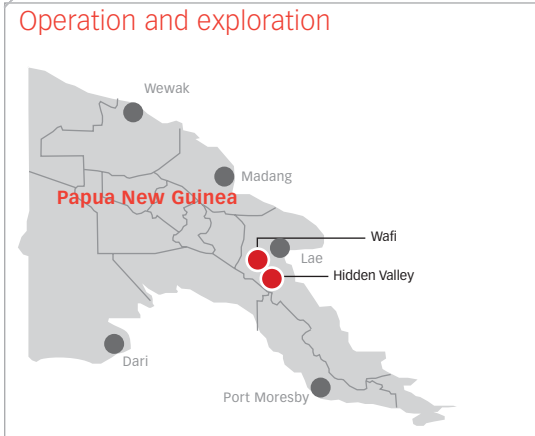 Operation and exploration
Wewak
Madang
Papua New Guinea
Wafi
Lae
Hidden Valley
Dari
Port Moresby